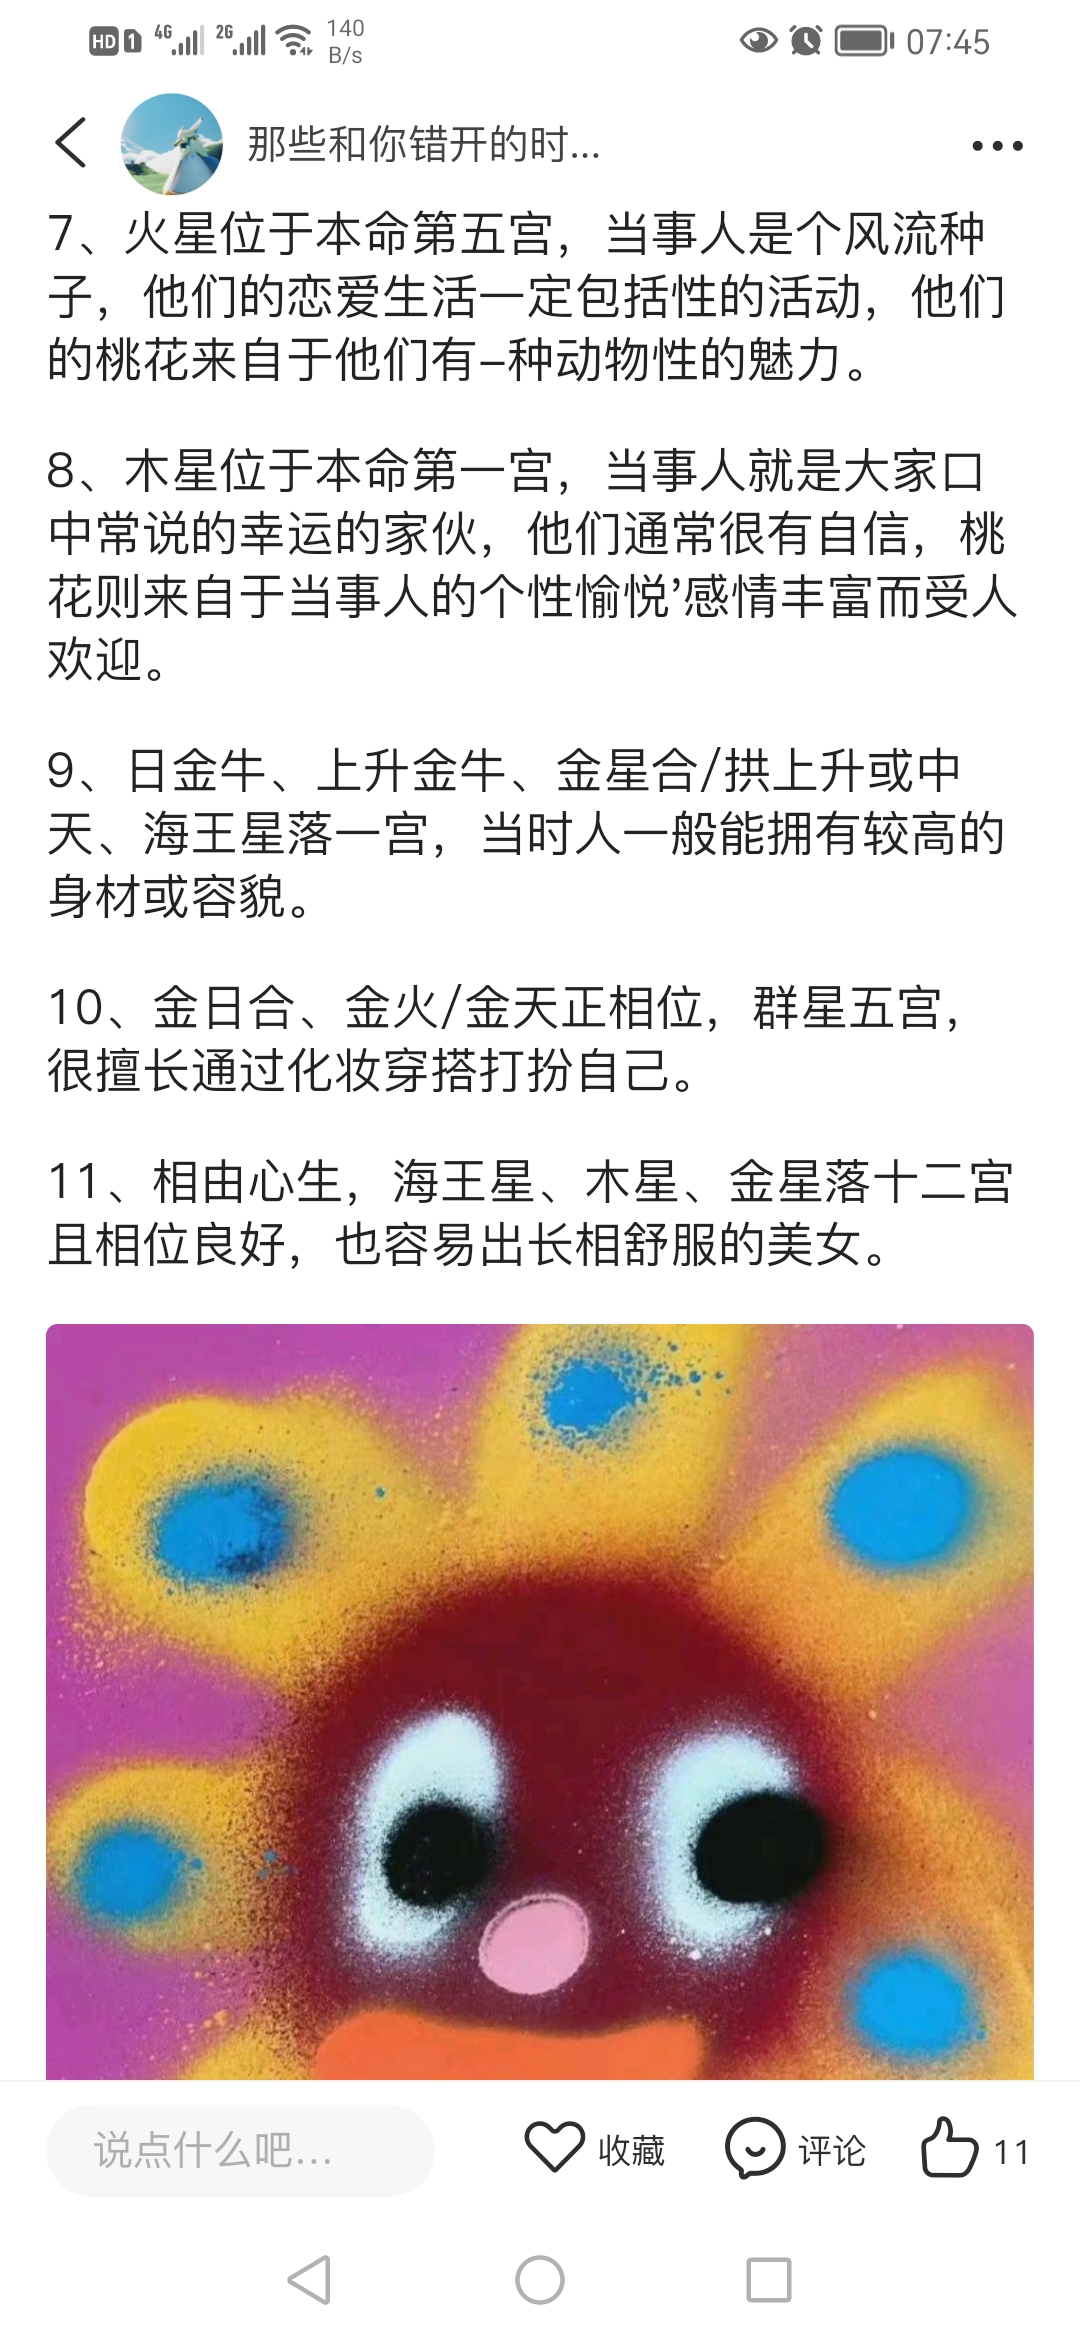 HD 1 4G 2G 140 B/s 07:45
那些和你错开的时...
7、火星位于本命第五宫，当事人是个风流种
子，他们的恋爱生活一定包括性的活动，他们
的桃花来自于他们有–种动物性的魅力。
8、木星位于本命第一宫，当事人就是大家口
中常说的幸运的家伙，他们通常很有自信，桃
花则来自于当事人的个性愉悦’感情丰富而受人
欢迎。
9、日金牛、上升金牛、金星合/拱上升或中
天、海王星落一宫，当时人一般能拥有较高的
身材或容貌。
10、金日合、金火/金天正相位，群星五宫，
很擅长通过化妆穿搭打扮自己。
11、相由心生，海王星、木星、金星落十二宫
且相位良好，也容易出长相舒服的美女。
说点什么吧... 收藏 评论 11